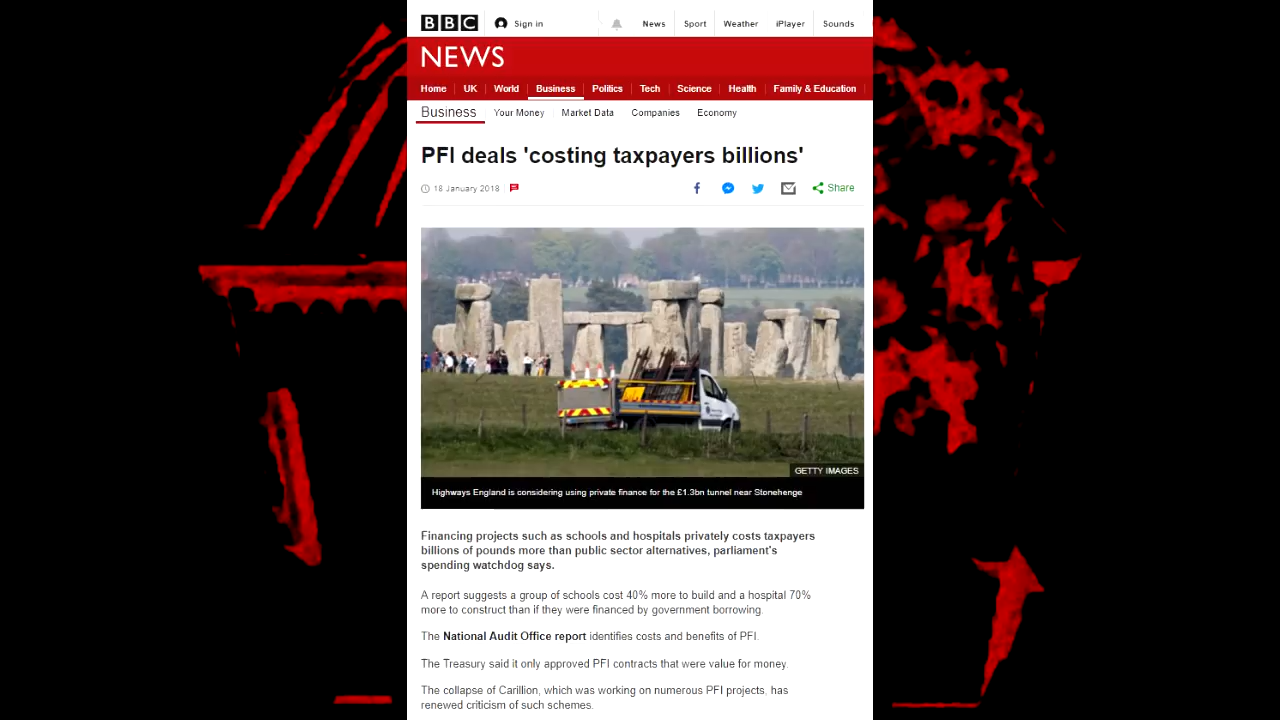 BBC Sign in News Sport Weather iPlayer Sounds
NEWS
Home UK World Business Politics Tech Science Health Family & Education
Business Your Money Market Data Companies Economy
PFI deals 'costing taxpayers billions'
18 January 2018 Share
GETTY IMAGES
Highways England is considering using private finance for the £1.3bn tunnel near Stonehenge
Financing projects such as schools and hospitals privately costs taxpayers
billions of pounds more than public sector alternatives, parliament's
spending watchdog says.
A report suggests a group of schools cost 40% more to build and a hospital 70%
more to construct than if they were financed by government borrowing.
The National Audit Office report identifies costs and benefits of PFI.
The Treasury said it only approved PFI contracts that were value for money.
The collapse of Carillion, which was working on numerous PFI projects, has
renewed criticism of such schemes.